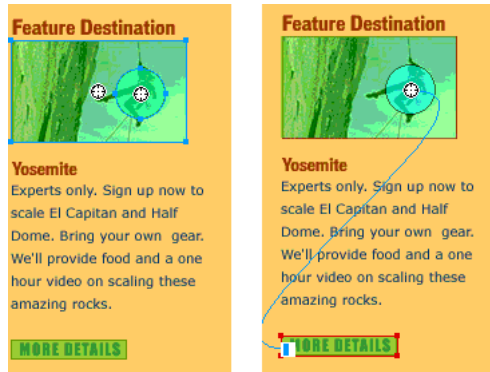 Feature Destination
Yosemite
Experts only. Sign up now to
scale El Capitan and Half
Dome. Bring your own gear.
We'll provide food and a one
hour video on scaling these
amazing rocks.
MORE DETAILS
Feature Destination
Yosemite
Experts only. Sign up now to
scale El Capitan and Half
Dome. Bring your own gear.
We'll provide food and a one
hour video on scaling these
amazing rocks.
MORE DETAILS